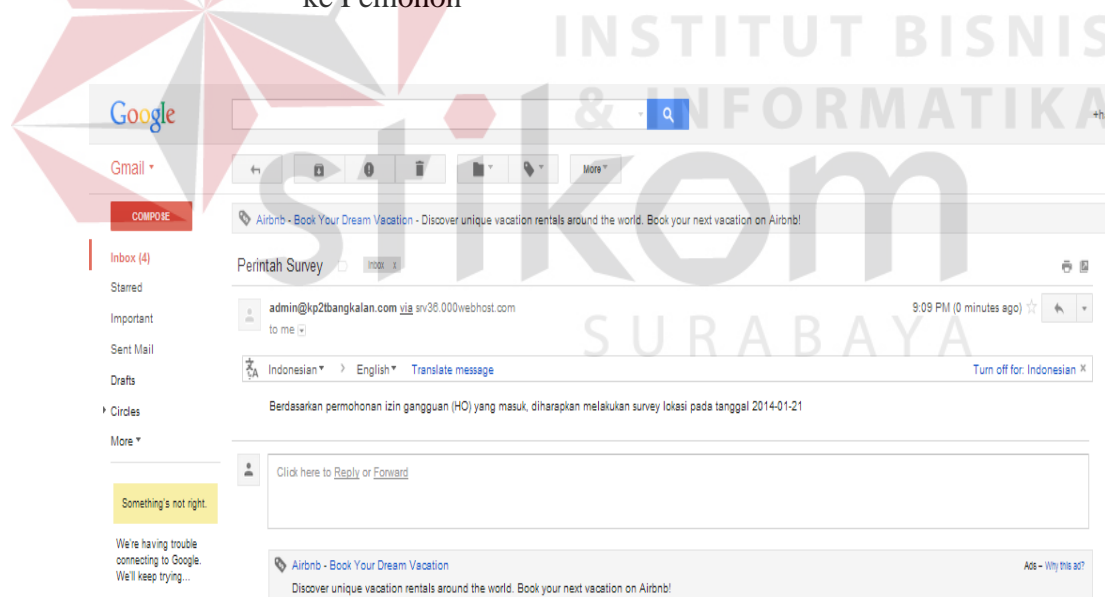 ke Pemohon
INSTITUT BISNIS
& INFORMATIKA
stikom
SURABAYA
Google
+h
Gmail
More
COMPOSE
Airbnb - Book Your Dream Vacation - Discover unique vacation rentals around the world. Book your next vacation on Airbnb!
Inbox (4)
Perintah Survey Inbox x
Starred
admin@kp2tbangkalan.com via srv36.000webhost.com 9:09 PM (0 minutes ago)
Important
to me
Sent Mail
Indonesian > English Translate message Turn off for: Indonesian x
Drafts
Circles
Berdasarkan permohonan izin gangguan (HO) yang masuk, diharapkan melakukan survey lokasi pada tanggal 2014-01-21
More
Click here to Reply or Forward
Something's not right.
We're having trouble
connecting to Google.
We'll keep trying...
Airbnb - Book Your Dream Vacation Ads – Why this ad?
Discover unique vacation rentals around the world. Book your next vacation on Airbnb!